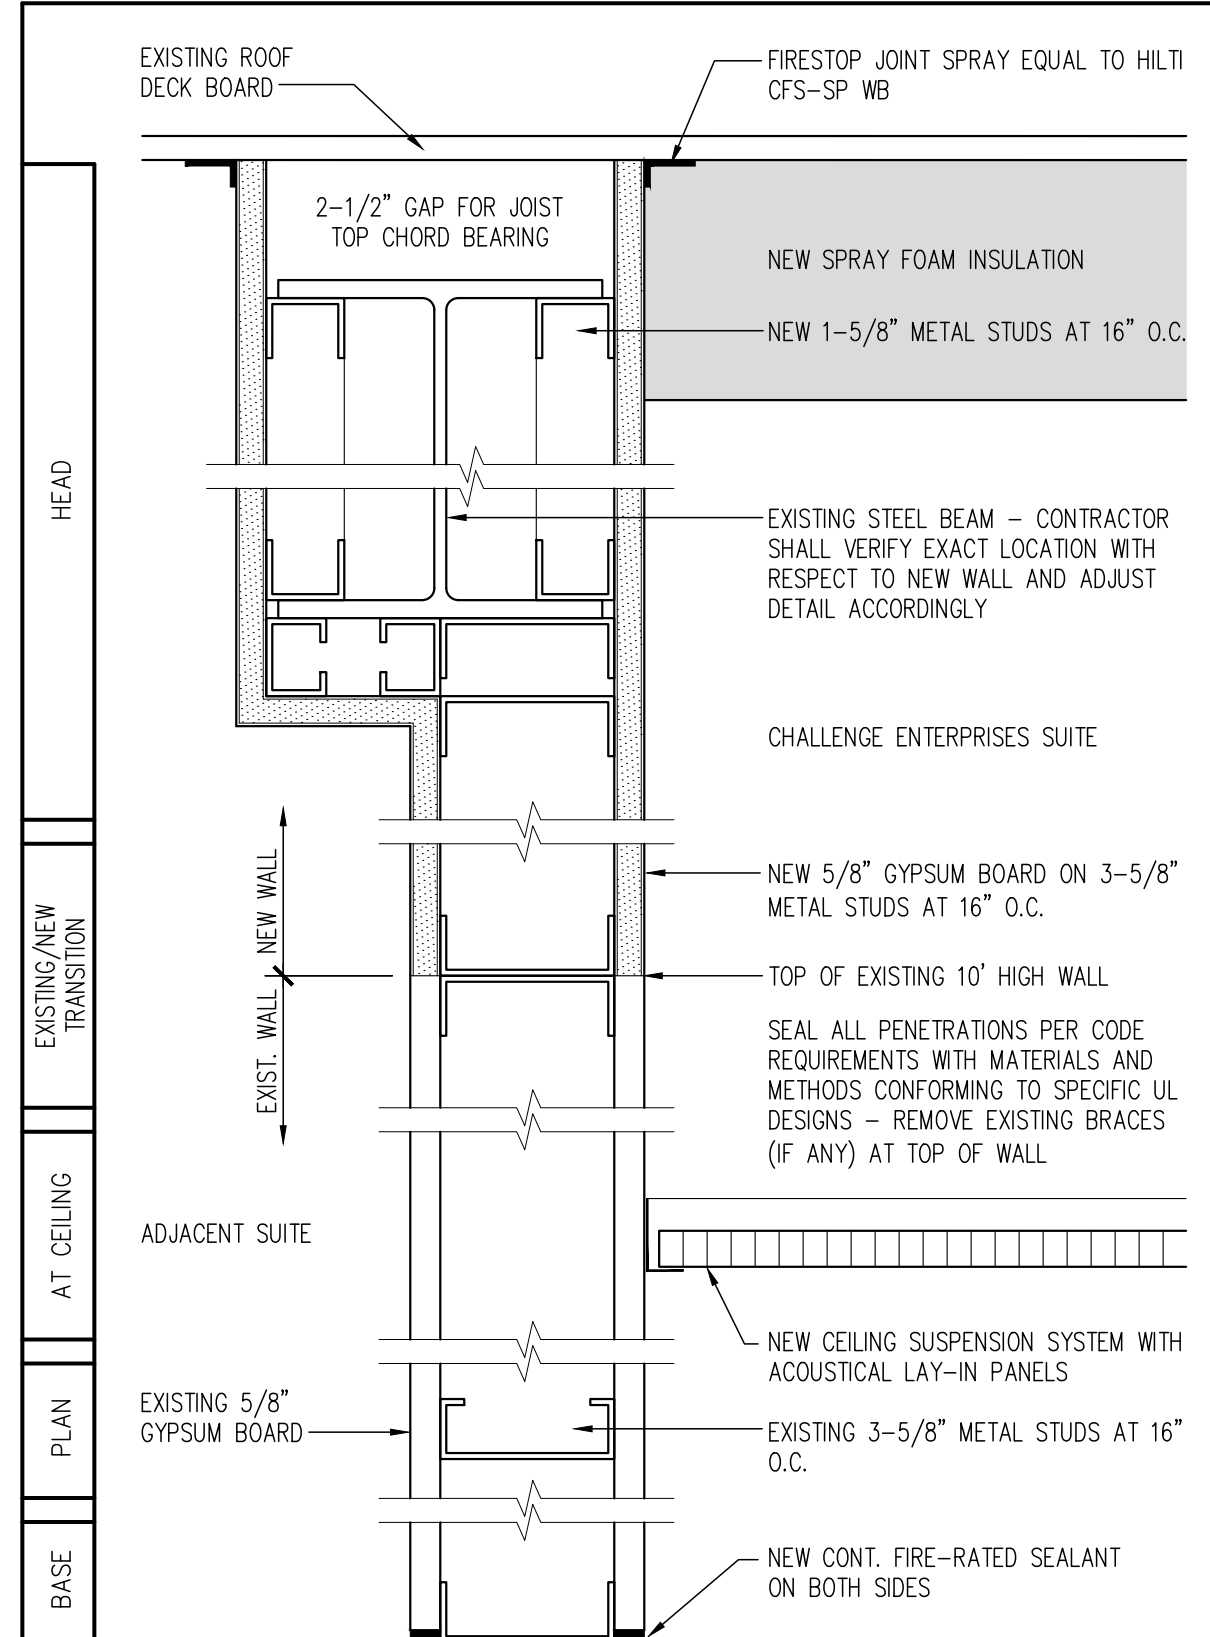 EXISTING ROOF
DECK BOARD
FIRESTOP JOINT SPRAY EQUAL TO HILTI
CFS-SP WB
2-1/2" GAP FOR JOIST
TOP CHORD BEARING
NEW SPRAY FOAM INSULATION
NEW 1-5/8" METAL STUDS AT 16" O.C.
HEAD
EXISTING STEEL BEAM – CONTRACTOR
SHALL VERIFY EXACT LOCATION WITH
RESPECT TO NEW WALL AND ADJUST
DETAIL ACCORDINGLY
CHALLENGE ENTERPRISES SUITE
NEW WALL
NEW 5/8" GYPSUM BOARD ON 3-5/8"
METAL STUDS AT 16" O.C.
EXISTING/NEW
TRANSITION
TOP OF EXISTING 10' HIGH WALL
EXIST. WALL
SEAL ALL PENETRATIONS PER CODE
REQUIREMENTS WITH MATERIALS AND
METHODS CONFORMING TO SPECIFIC UL
DESIGNS – REMOVE EXISTING BRACES
(IF ANY) AT TOP OF WALL
AT CEILING
ADJACENT SUITE
NEW CEILING SUSPENSION SYSTEM WITH
ACOUSTICAL LAY-IN PANELS
PLAN
EXISTING 5/8"
GYPSUM BOARD
EXISTING 3-5/8" METAL STUDS AT 16"
O.C.
BASE
NEW CONT. FIRE-RATED SEALANT
ON BOTH SIDES